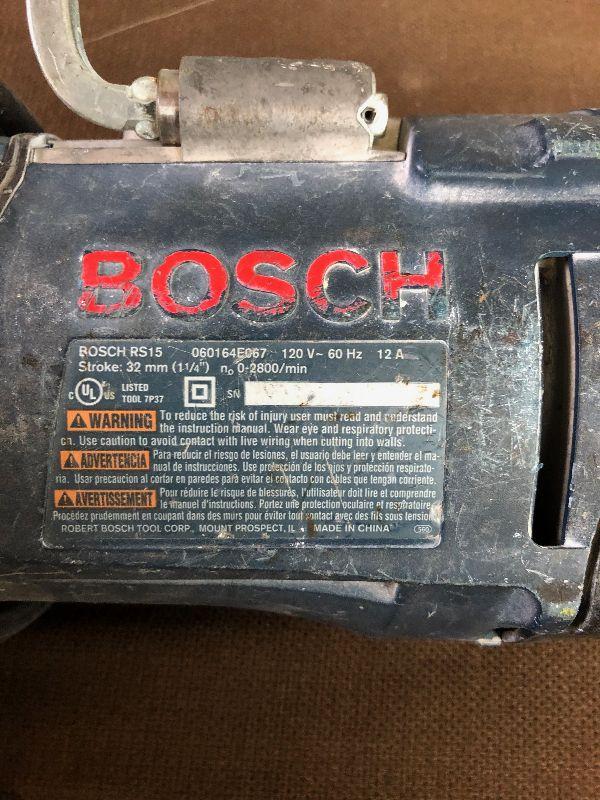 BOSCH
BOSCH RS15 060164E067 120 V~ 60 Hz 12 A
Stroke: 32 mm (11/4") no 0-2800/min
c UL us LISTED TOOL 7P37 SN
WARNING To reduce the risk of injury user must read and understand
the instruction manual. Wear eye and respiratory protecti-
on. Use caution to avoid contact with live wiring when cutting into walls.
ADVERTENCIA Para reducir el riesgo de lesiones, el usuario debe leer y entender el ma-
nual de instrucciones. Use protección de los ojos y protección respirato-
ria. Usar precaucion al cortar en paredes para evitar el contacto con cables que tengan corriente.
AVERTISSEMENT Pour réduire le risque de blessures, l'utilisateur doit lire et comprendre
le manuel d'instructions. Portez une protection oculaire et respiratoire.
Procédez prudemment en coupant dans des murs pour éviter tout contact avec des fils sous tension.
ROBERT BOSCH TOOL CORP., MOUNT PROSPECT, IL MADE IN CHINA